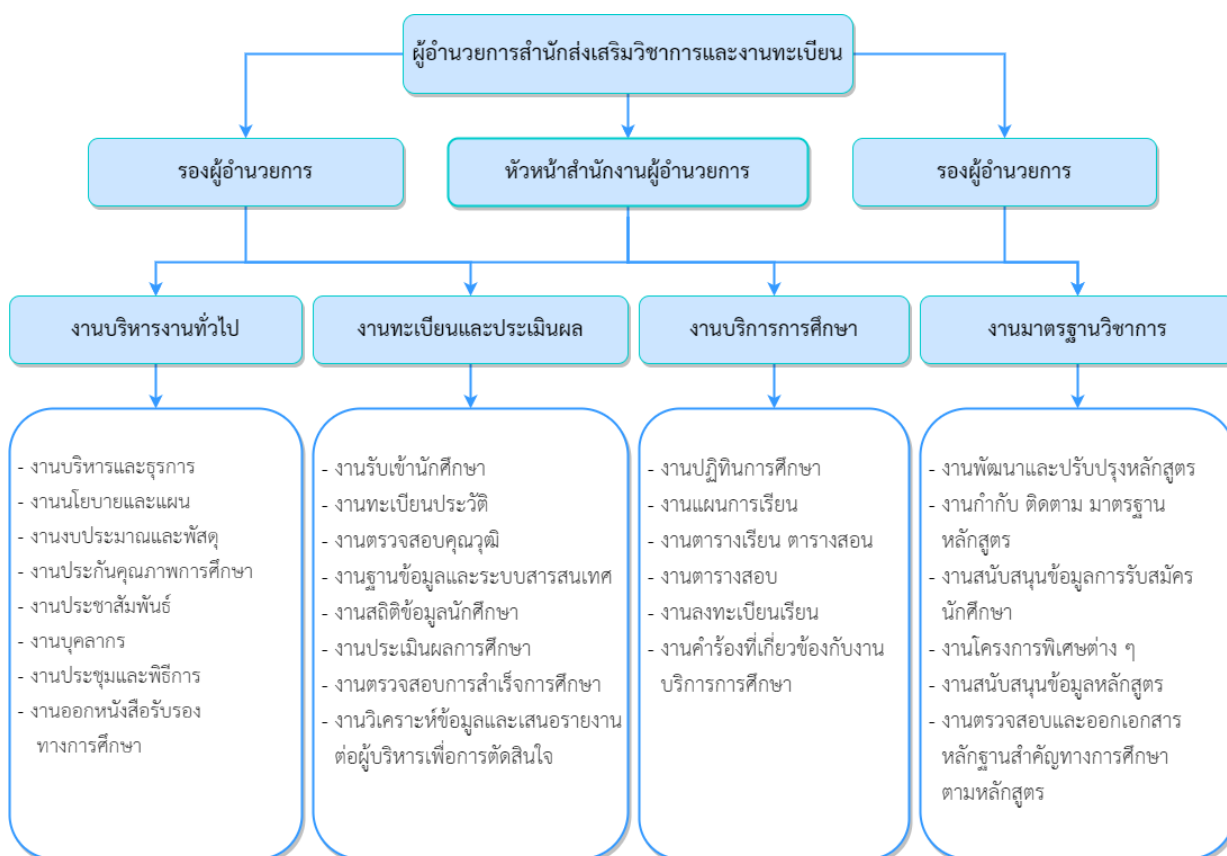 ผู้อำนวยการสำนักส่งเสริมวิชาการและงานทะเบียน
รองผู้อำนวยการ
หัวหน้าสำนักงานผู้อำนวยการ
รองผู้อำนวยการ
งานบริหารงานทั่วไป
งานทะเบียนและประเมินผล
งานบริการการศึกษา
งานมาตรฐานวิชาการ
- งานบริหารและธุรการ
- งานนโยบายและแผน
- งานงบประมาณและพัสดุ
- งานประกันคุณภาพการศึกษา
- งานประชาสัมพันธ์
- งานบุคลากร
- งานประชุมและพิธีการ
- งานออกหนังสือรับรอง
ทางการศึกษา
- งานรับเข้านักศึกษา
- งานทะเบียนประวัติ
- งานตรวจสอบคุณวุฒิ
- งานฐานข้อมูลและระบบสารสนเทศ
- งานสถิติข้อมูลนักศึกษา
- งานประเมินผลการศึกษา
- งานตรวจสอบการสำเร็จการศึกษา
- งานวิเคราะห์ข้อมูลและเสนอรายงาน
ต่อผู้บริหารเพื่อการตัดสินใจ
- งานปฏิทินการศึกษา
- งานแผนการเรียน
- งานตารางเรียน ตารางสอน
- งานตารางสอบ
- งานลงทะเบียนเรียน
- งานคำร้องที่เกี่ยวข้องกับงาน
บริการการศึกษา
- งานพัฒนาและปรับปรุงหลักสูตร
- งานกำกับ ติดตาม มาตรฐาน
หลักสูตร
- งานสนับสนุนข้อมูลการรับสมัคร
นักศึกษา
- งานโครงการพิเศษต่าง ๆ
- งานสนับสนุนข้อมูลหลักสูตร
- งานตรวจสอบและออกเอกสาร
หลักฐานสำคัญทางการศึกษา
ตามหลักสูตร